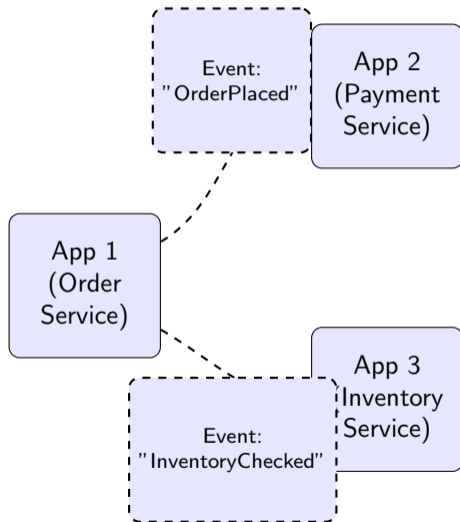 Event:
"OrderPlaced"
App 2
(Payment
Service)
App 1
(Order
Service)
App 3
Inventory
Service)
Event:
"InventoryChecked"